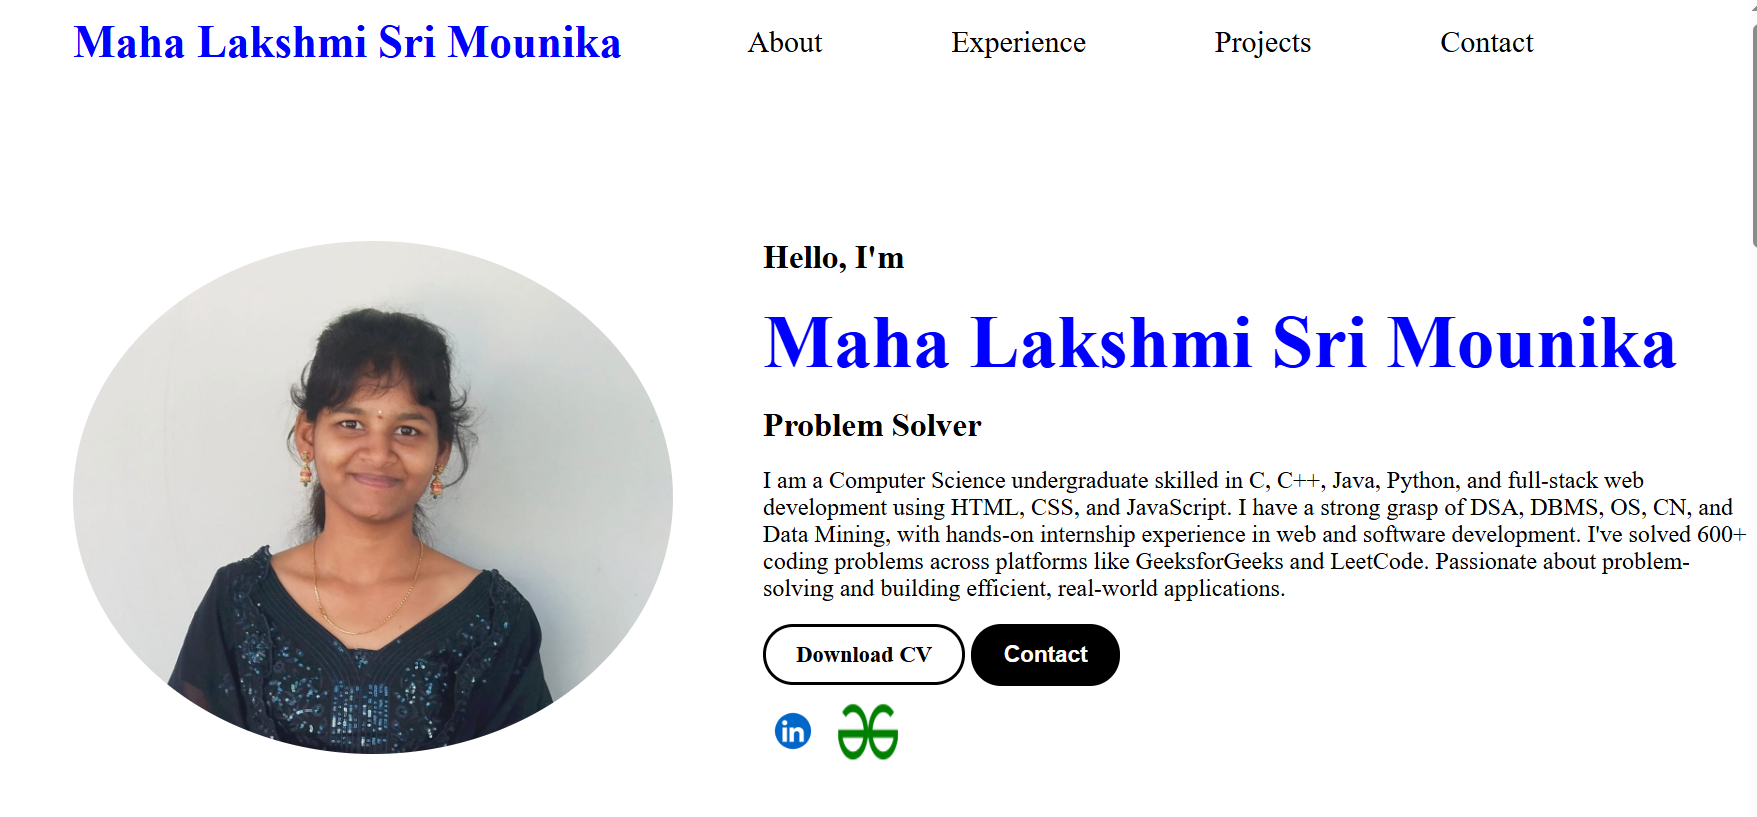 Maha Lakshmi Sri Mounika
About
Experience
Projects
Contact
Hello, I'm
Maha Lakshmi Sri Mounika
Problem Solver
I am a Computer Science undergraduate skilled in C, C++, Java, Python, and full-stack web
development using HTML, CSS, and JavaScript. I have a strong grasp of DSA, DBMS, OS, CN, and
Data Mining, with hands-on internship experience in web and software development. I've solved 600+
coding problems across platforms like GeeksforGeeks and LeetCode. Passionate about problem-
solving and building efficient, real-world applications.
Download CV
Contact
in